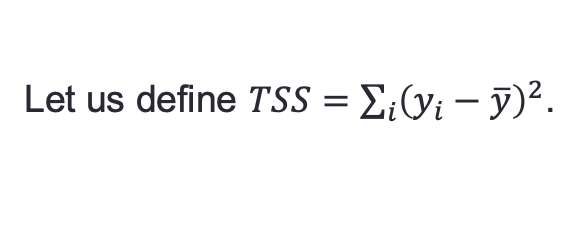 Let us define TSS = ∑ᵢ(yᵢ − ȳ)².